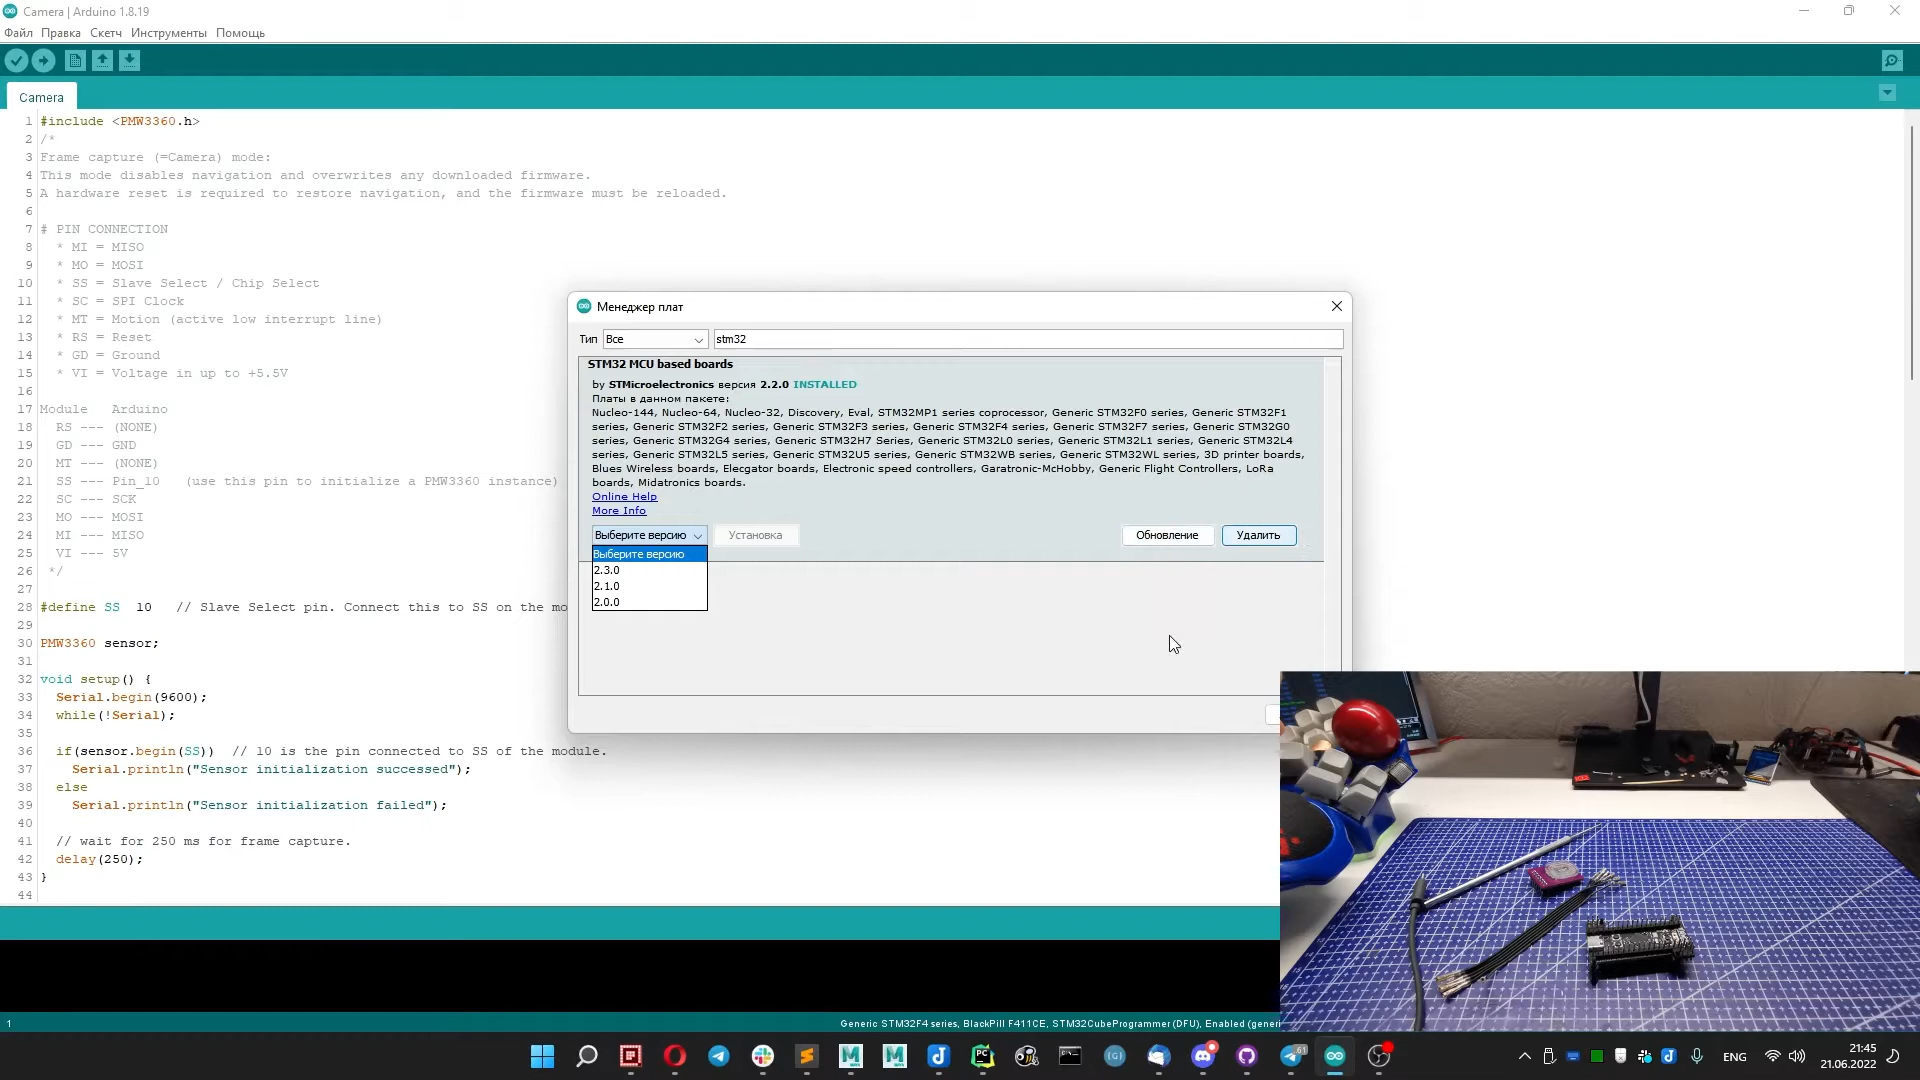 Camera | Arduino 1.8.19
Файл Правка Скетч Инструменты Помощь
Camera
1 #include <PMW3360.h>
2 /*
3 Frame capture (=Camera) mode:
4 This mode disables navigation and overwrites any downloaded firmware.
5 A hardware reset is required to restore navigation, and the firmware must be reloaded.
6
7 # PIN CONNECTION
8 * MI = MISO
9 * MO = MOSI
10 * SS = Slave Select / Chip Select
11 * SC = SPI Clock
12 * MT = Motion (active low interrupt line)
13 * RS = Reset
14 * GD = Ground
15 * VI = Voltage in up to +5.5V
16
17 Module Arduino
18 RS --- (NONE)
19 GD --- GND
20 MT --- (NONE)
21 SS --- Pin_10 (use this pin to initialize a PMW3360 instance)
22 SC --- SCK
23 MO --- MOSI
24 MI --- MISO
25 VI --- 5V
26 */
27
28 #define SS 10 // Slave Select pin. Connect this to SS on the mo
29
30 PMW3360 sensor;
31
32 void setup() {
33 Serial.begin(9600);
34 while(!Serial);
35
36 if(sensor.begin(SS)) // 10 is the pin connected to SS of the module.
37 Serial.println("Sensor initialization successed");
38 else
39 Serial.println("Sensor initialization failed");
40
41 // wait for 250 ms for frame capture.
42 delay(250);
43 }
44
Менеджер плат
Тип Все stm32
STM32 MCU based boards
by STMicroelectronics версия 2.2.0 INSTALLED
Платы в данном пакете:
Nucleo-144, Nucleo-64, Nucleo-32, Discovery, Eval, STM32MP1 series coprocessor, Generic STM32F0 series, Generic STM32F1
series, Generic STM32F2 series, Generic STM32F3 series, Generic STM32F4 series, Generic STM32F7 series, Generic STM32G0
series, Generic STM32G4 series, Generic STM32H7 Series, Generic STM32L0 series, Generic STM32L1 series, Generic STM32L4
series, Generic STM32L5 series, Generic STM32U5 series, Generic STM32WB series, Generic STM32WL series, 3D printer boards,
Blues Wireless boards, Elecgator boards, Electronic speed controllers, Garatronic-McHobby, Generic Flight Controllers, LoRa
boards, Midatronics boards.
Online Help
More Info
Выберите версию Установка Обновление Удалить
Выберите версию
2.3.0
2.1.0
2.0.0
1 Generic STM32F4 series, BlackPill F411CE, STM32CubeProgrammer (DFU), Enabled (generi
61
ENG
21:45
21.06.2022